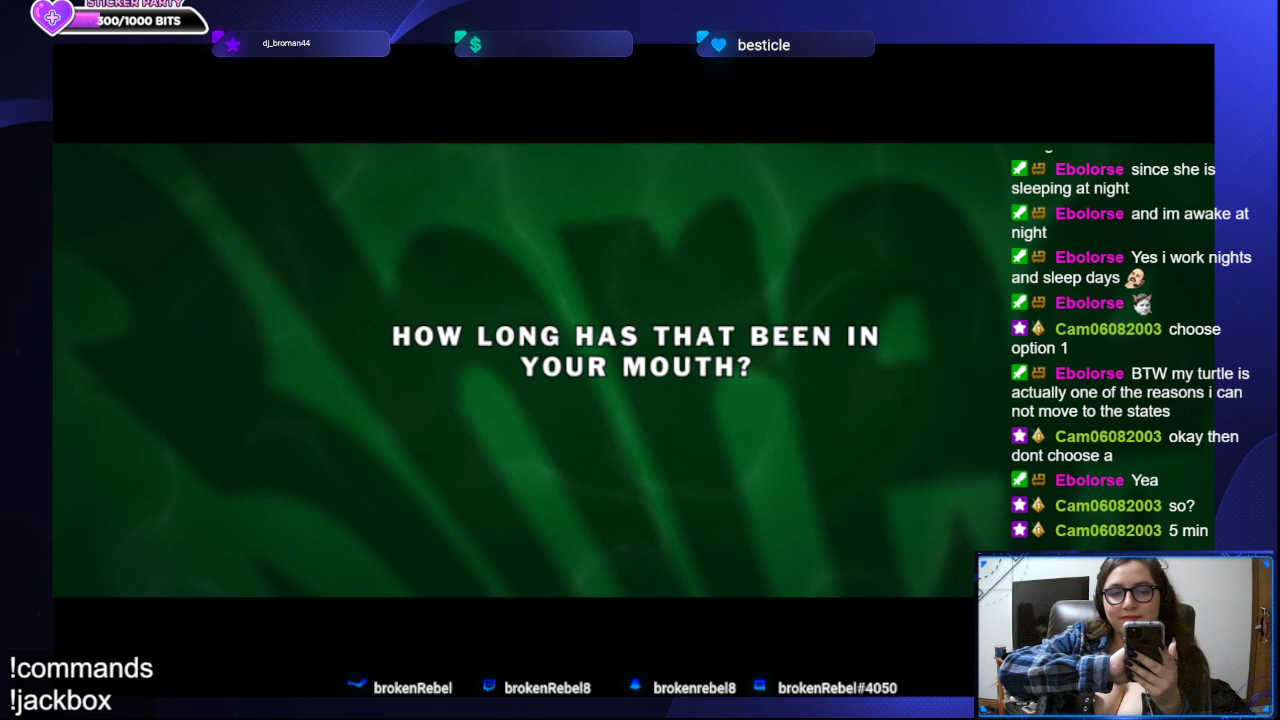 STICKER PARTY
300/1000 BITS
dj_broman44
$
besticle
Ebolorse since she is
sleeping at night
Ebolorse and im awake at
night
Ebolorse Yes i work nights
and sleep days
Ebolorse
Cam06082003 choose
option 1
Ebolorse BTW my turtle is
actually one of the reasons i can
not move to the states
Cam06082003 okay then
dont choose a
Ebolorse Yea
Cam06082003 so?
Cam06082003 5 min
HOW LONG HAS THAT BEEN IN
YOUR MOUTH?
!commands
!jackbox
brokenRebel
brokenRebel8
brokenrebel8
brokenRebel#4050